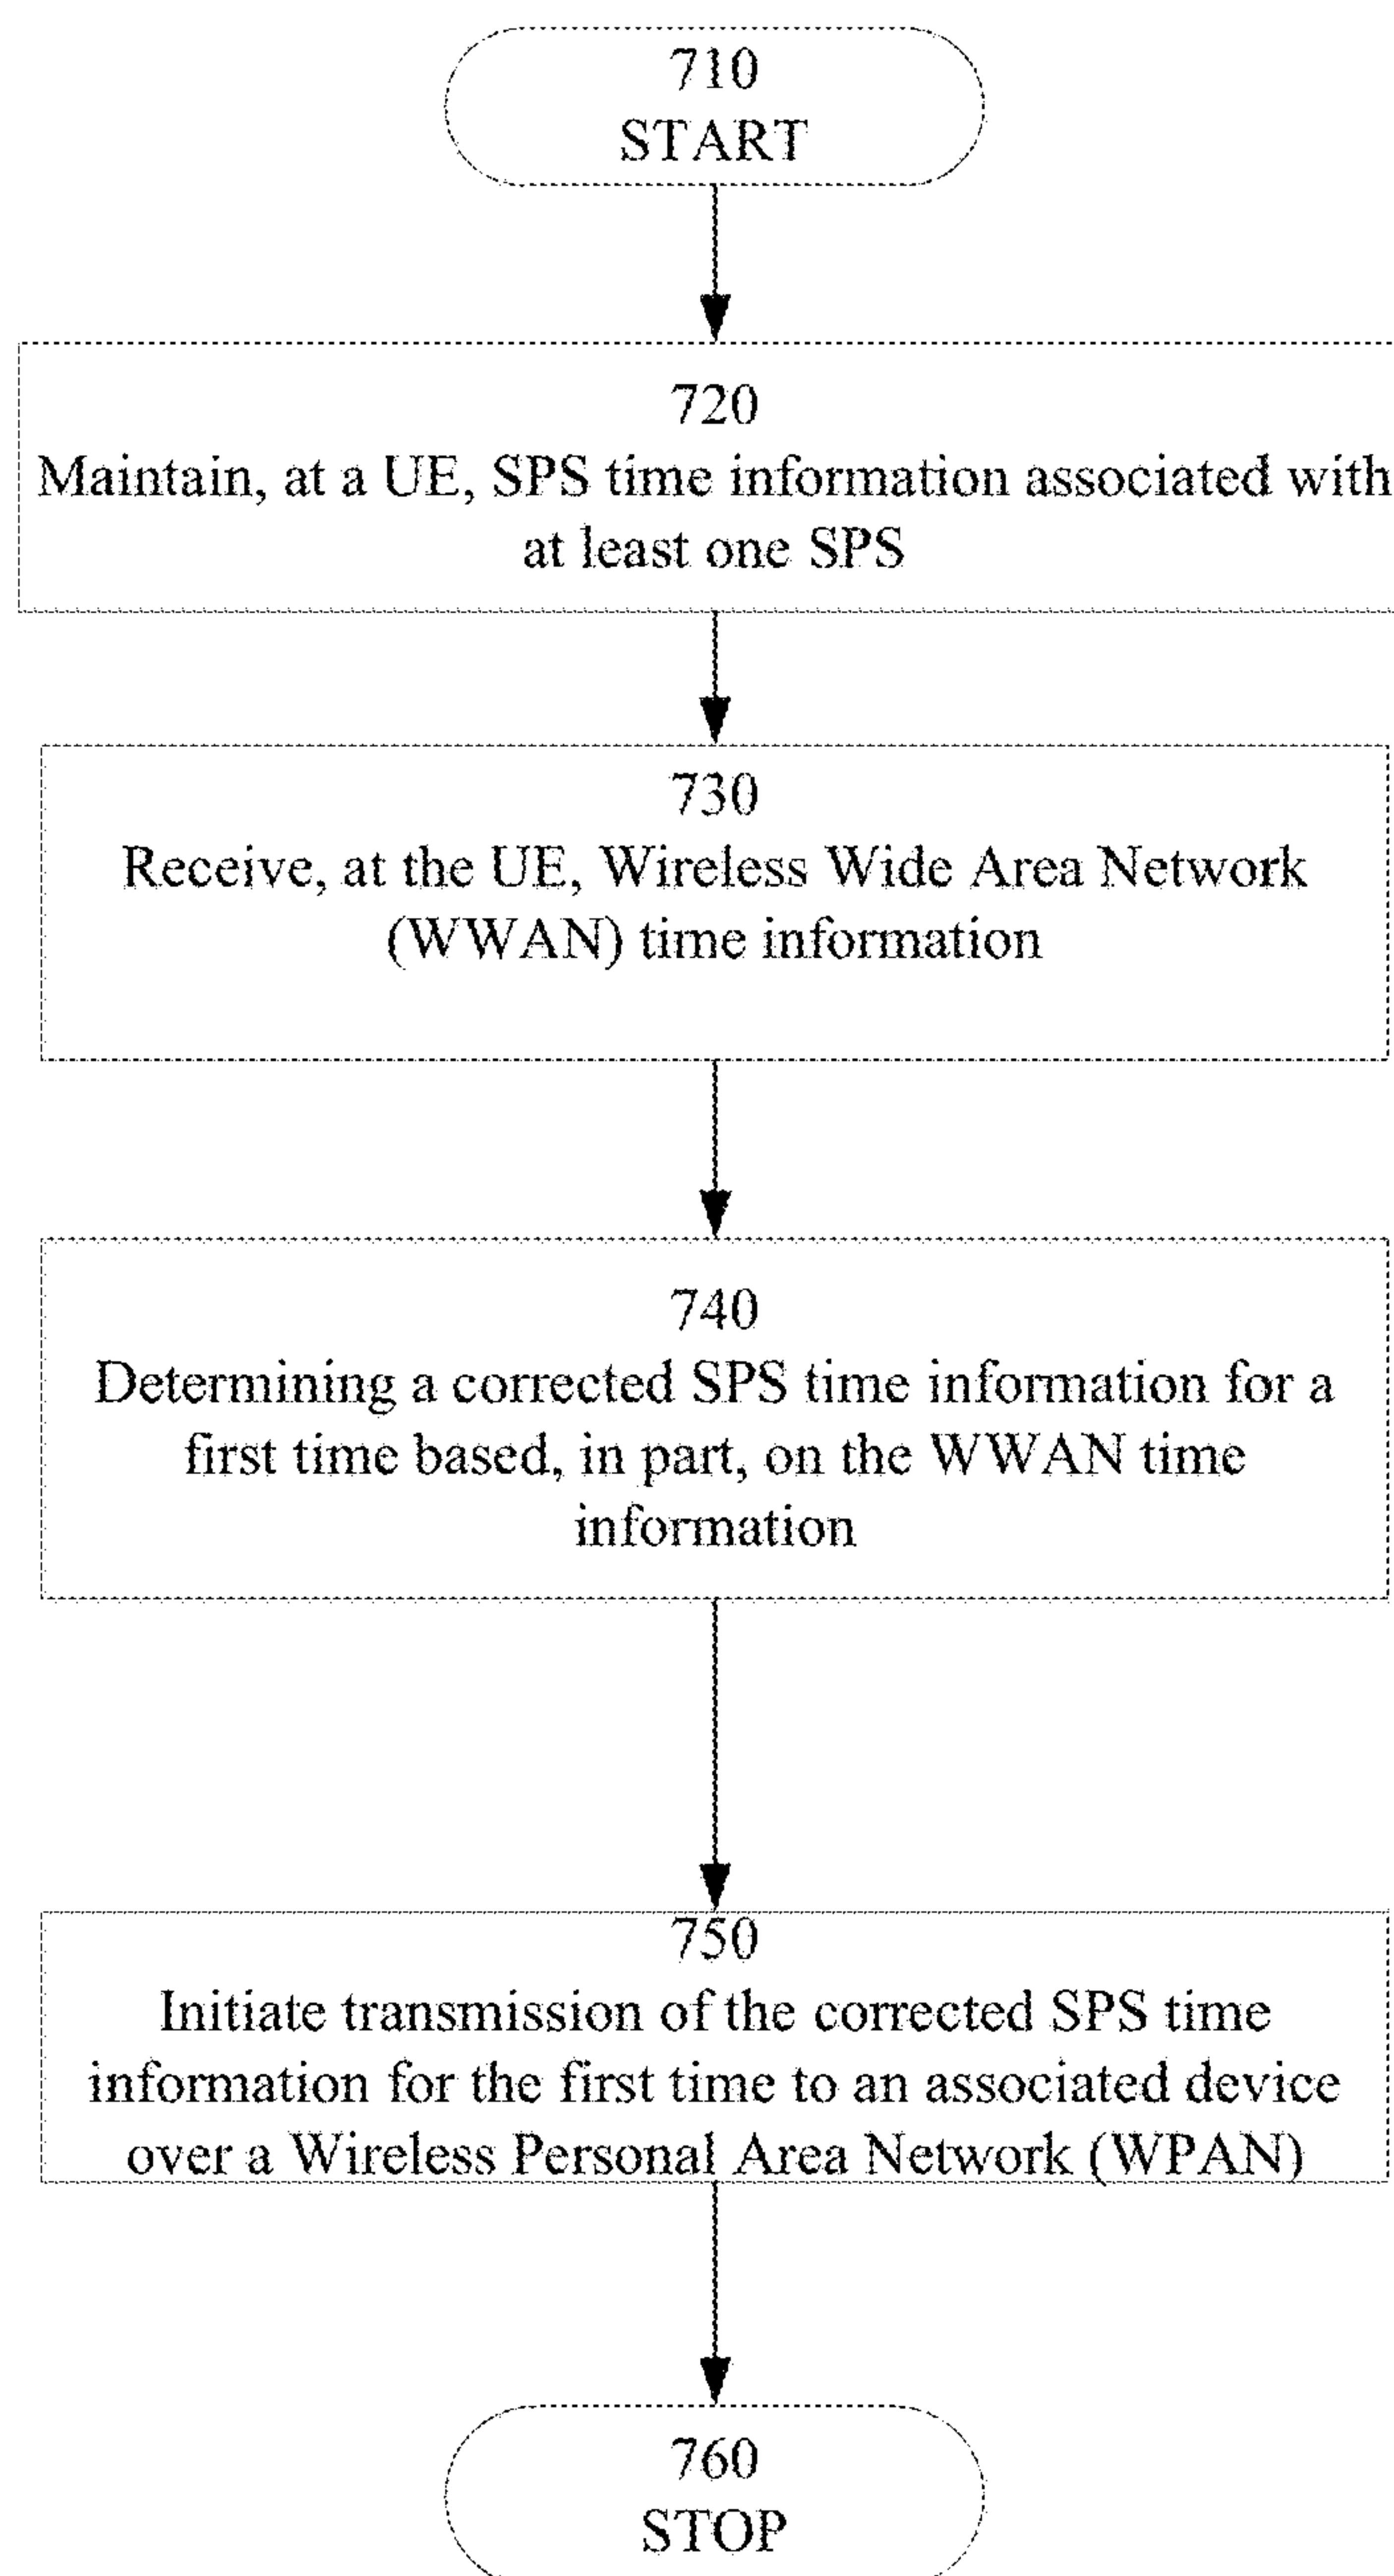 710
START
720
Maintain, at a UE, SPS time information associated with
at least one SPS
730
Receive, at the UE, Wireless Wide Area Network
(WWAN) time information
740
Determining a corrected SPS time information for a
first time based, in part, on the WWAN time
information
750
Initiate transmission of the corrected SPS time
information for the first time to an associated device
over a Wireless Personal Area Network (WPAN)
760
STOP